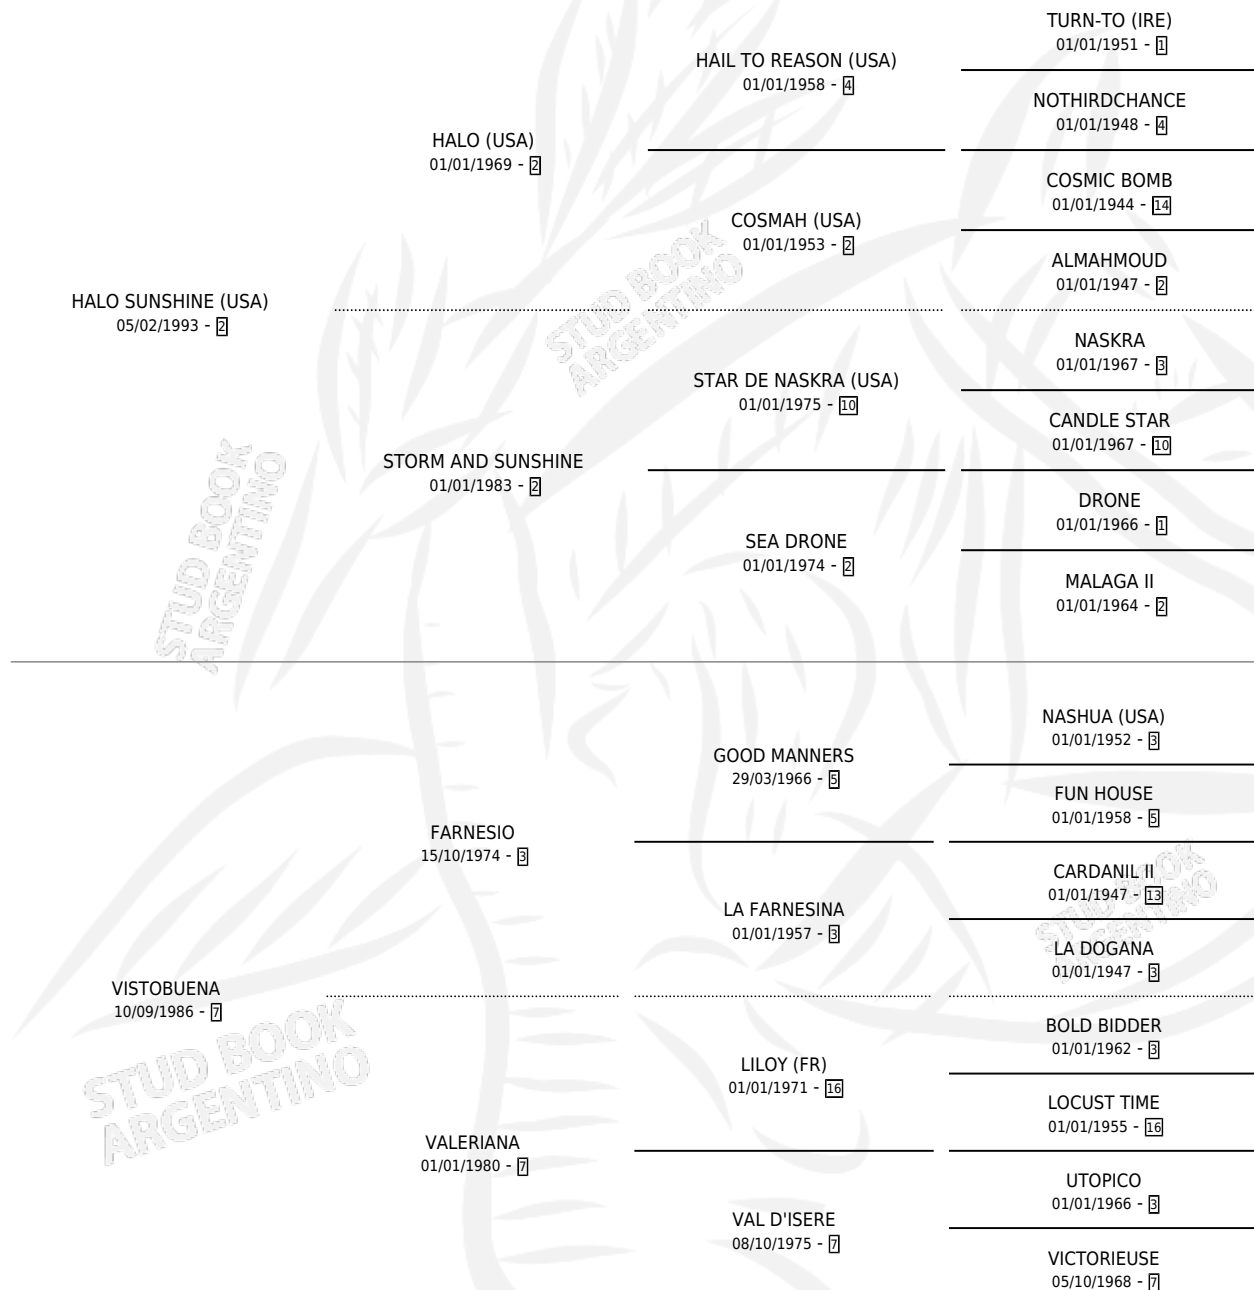 TURN-TO (IRE)
01/01/1951 - 1
HAIL TO REASON (USA)
01/01/1958 - 4
NOTHIRDCHANCE
01/01/1948 - 4
HALO (USA)
01/01/1969 - 2
COSMIC BOMB
01/01/1944 - 14
COSMAH (USA)
01/01/1953 - 2
ALMAHMOUD
01/01/1947 - 2
HALO SUNSHINE (USA)
05/02/1993 - 2
NASKRA
01/01/1967 - 3
STAR DE NASKRA (USA)
01/01/1975 - 10
CANDLE STAR
01/01/1967 - 10
STORM AND SUNSHINE
01/01/1983 - 2
DRONE
01/01/1966 - 1
SEA DRONE
01/01/1974 - 2
MALAGA II
01/01/1964 - 2
NASHUA (USA)
01/01/1952 - 3
GOOD MANNERS
29/03/1966 - 5
FUN HOUSE
01/01/1958 - 5
FARNESIO
15/10/1974 - 3
CARDANIL II
01/01/1947 - 13
LA FARNESINA
01/01/1957 - 3
LA DOGANA
01/01/1947 - 3
VISTOBUENA
10/09/1986 - 7
BOLD BIDDER
01/01/1962 - 3
LILOY (FR)
01/01/1971 - 16
LOCUST TIME
01/01/1955 - 16
VALERIANA
01/01/1980 - 7
UTOPICO
01/01/1966 - 3
VAL D'ISERE
08/10/1975 - 7
VICTORIEUSE
05/10/1968 - 7
STUD BOOK
ARGENTINO
STUD BOOK
ARGENTINO
STUD BOOK
ARGENTINO
STUD BOOK
ARGENTINO